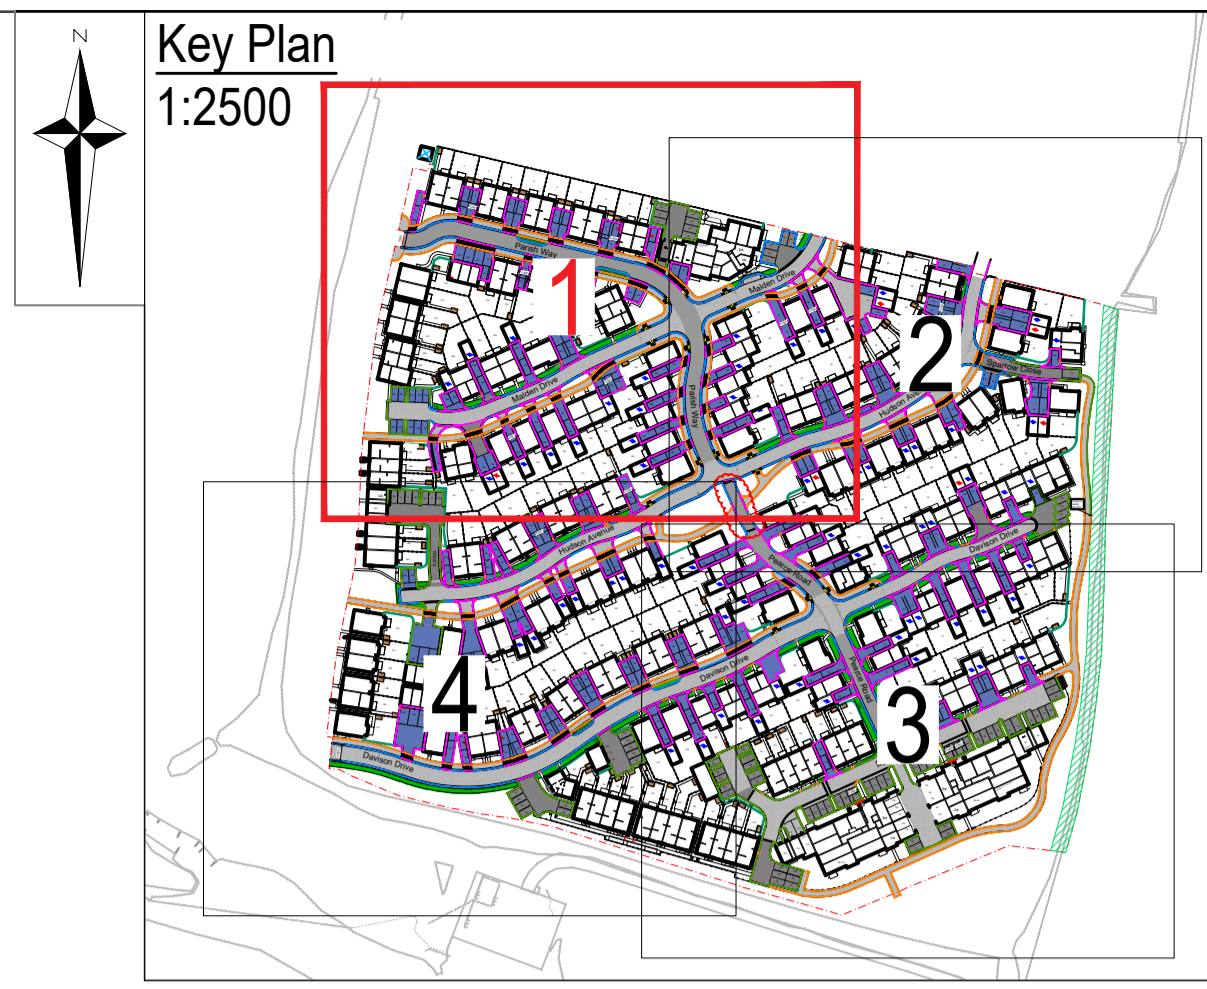 N
Key Plan
1:2500
Parish Way
1
Malden Drive
2
Sparrow Close
Malden Drive
Parish Way
Hudson Ave
Hudson Avenue
Davison Drive
Pearce Road
4
Davison Drive
Pearce Road
3
Davison Drive